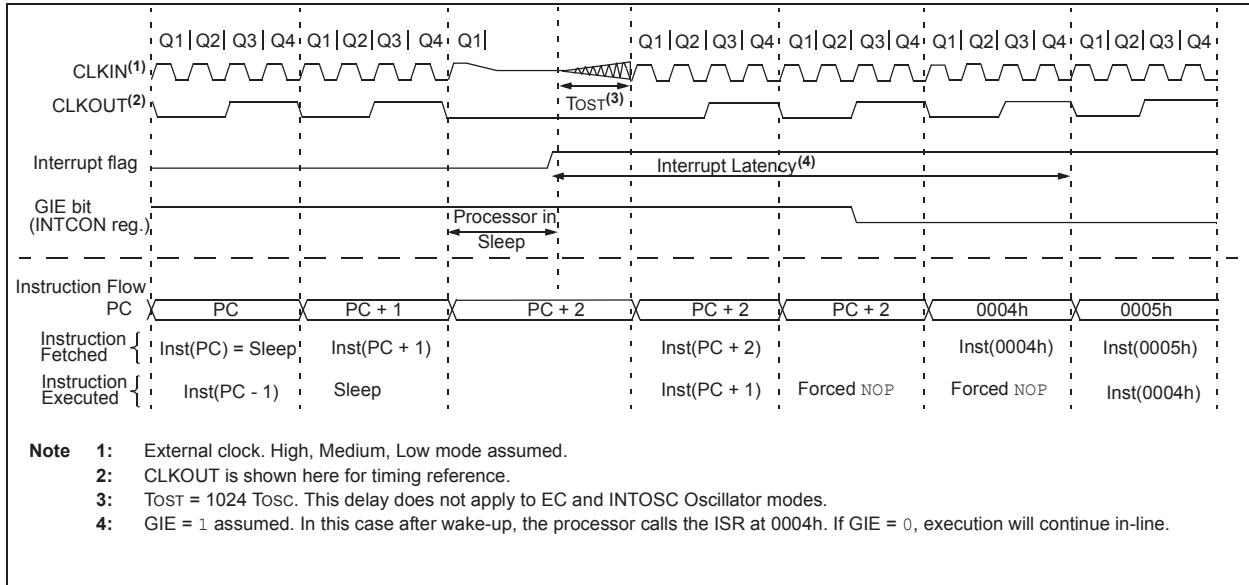 Q1| Q2| Q3| Q4 Q1| Q2| Q3| Q4 Q1| Q1| Q2| Q3| Q4 Q1| Q2| Q3| Q4 Q1| Q2| Q3| Q4 Q1| Q2| Q3| Q4
CLKIN(1)
CLKOUT(2)
TOST(3)
Interrupt flag
Interrupt Latency(4)
GIE bit
(INTCON reg.)
Processor in
Sleep
Instruction Flow
PC PC PC + 1 PC + 2 PC + 2 PC + 2 0004h 0005h
Instruction
Fetched
Inst(PC) = Sleep Inst(PC + 1) Inst(PC + 2) Inst(0004h) Inst(0005h)
Instruction
Executed
Inst(PC - 1) Sleep Inst(PC + 1) Forced NOP Forced NOP Inst(0004h)
Note 1: External clock. High, Medium, Low mode assumed.
2: CLKOUT is shown here for timing reference.
3: TOST = 1024 TOSC. This delay does not apply to EC and INTOSC Oscillator modes.
4: GIE = 1 assumed. In this case after wake-up, the processor calls the ISR at 0004h. If GIE = 0, execution will continue in-line.